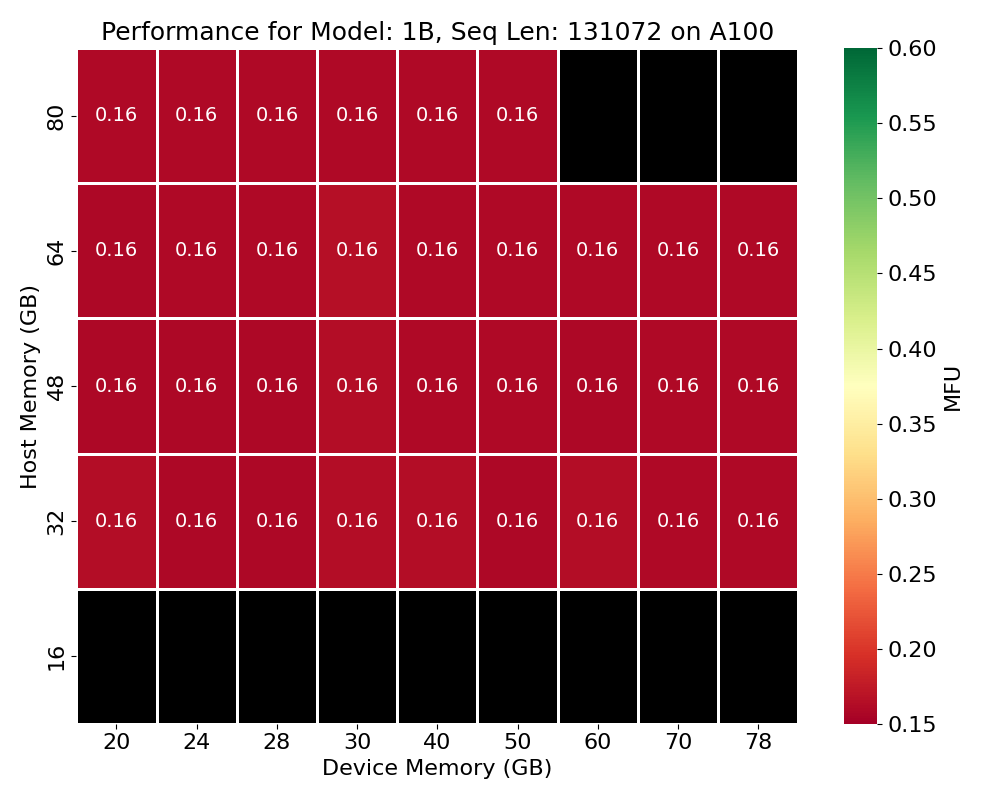 Performance for Model: 1B, Seq Len: 131072 on A100
80 0.16 0.16 0.16 0.16 0.16 0.16
64 0.16 0.16 0.16 0.16 0.16 0.16 0.16 0.16 0.16
48 0.16 0.16 0.16 0.16 0.16 0.16 0.16 0.16 0.16
32 0.16 0.16 0.16 0.16 0.16 0.16 0.16 0.16 0.16
16
Host Memory (GB)
20 24 28 30 40 50 60 70 78
Device Memory (GB)
0.60
0.55
0.50
0.45
0.40
0.35
0.30
0.25
0.20
0.15
MFU